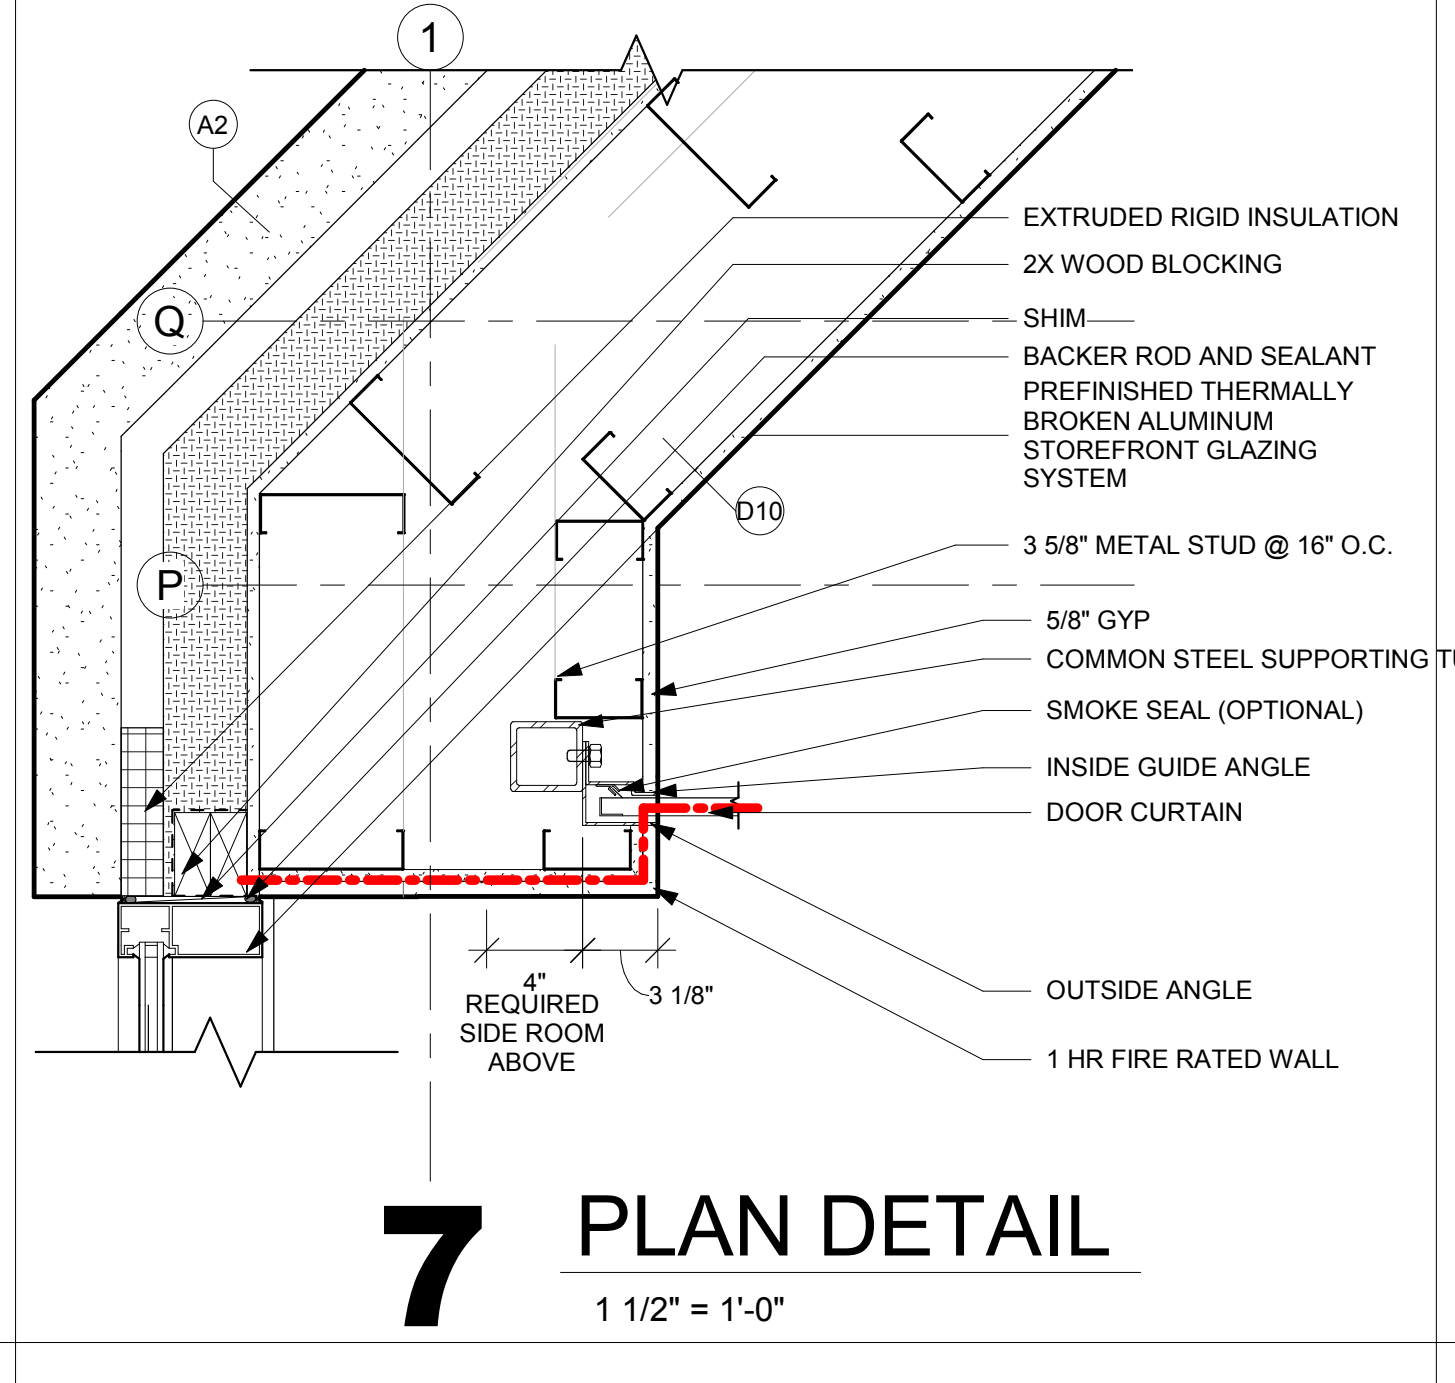 1
A2
EXTRUDED RIGID INSULATION
2X WOOD BLOCKING
Q
SHIM
BACKER ROD AND SEALANT
PREFINISHED THERMALLY
BROKEN ALUMINUM
STOREFRONT GLAZING
SYSTEM
D10
3 5/8" METAL STUD @ 16" O.C.
P
5/8" GYP
COMMON STEEL SUPPORTING
SMOKE SEAL (OPTIONAL)
INSIDE GUIDE ANGLE
DOOR CURTAIN
4"
REQUIRED
SIDE ROOM
ABOVE
3 1/8"
OUTSIDE ANGLE
1 HR FIRE RATED WALL
7
PLAN DETAIL
1 1/2" = 1'-0"